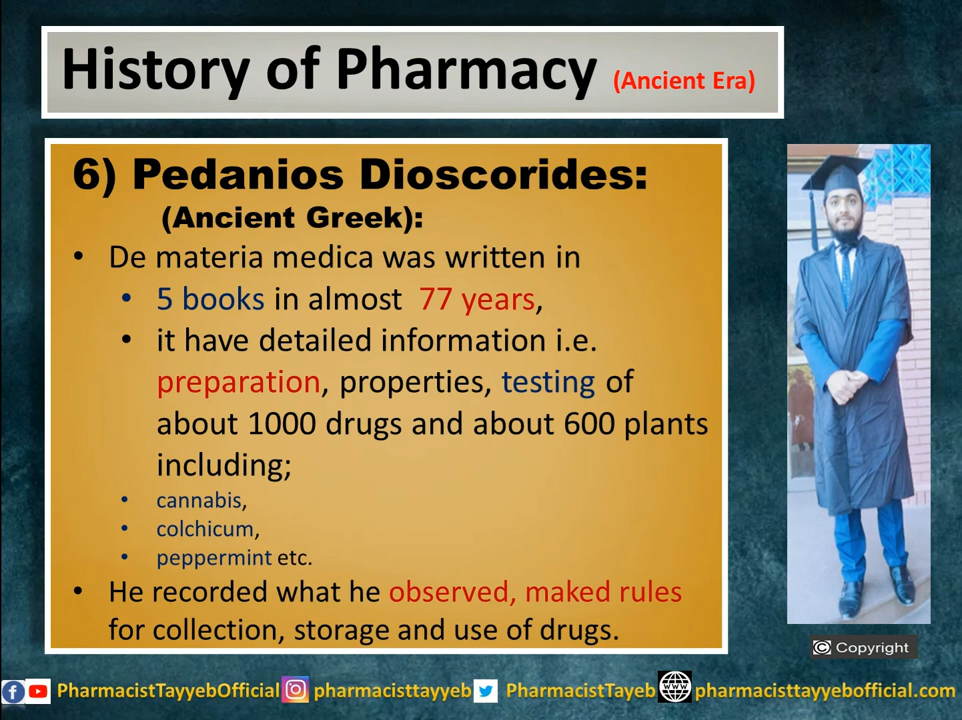 History of Pharmacy (Ancient Era)
6) Pedanios Dioscorides:
(Ancient Greek):
• De materia medica was written in
• 5 books in almost 77 years,
• it have detailed information i.e.
preparation, properties, testing of
about 1000 drugs and about 600 plants
including;
• cannabis,
• colchicum,
• peppermint etc.
• He recorded what he observed, maked rules
for collection, storage and use of drugs.
© Copyright
PharmacistTayyebOfficial pharmacisttayyeb PharmacistTayeb pharmacisttayyebofficial.com